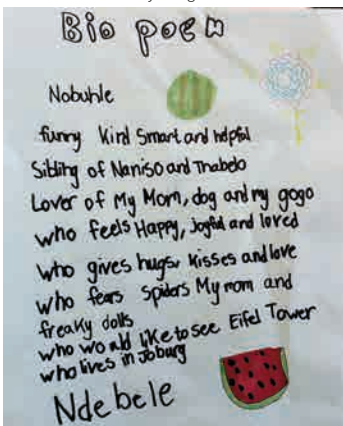 Bio poem
Nobuhle
funny Kind Smart and helpful
Sibling of Naniso and Thabelo
Lover of My Mom, dog and my gogo
who feels Happy, Joyful and loved
who gives hugs, kisses and love
who fears spiders My mom and
freaky dolls
who would like to see Eifel Tower
who lives in Joburg
Ndebele